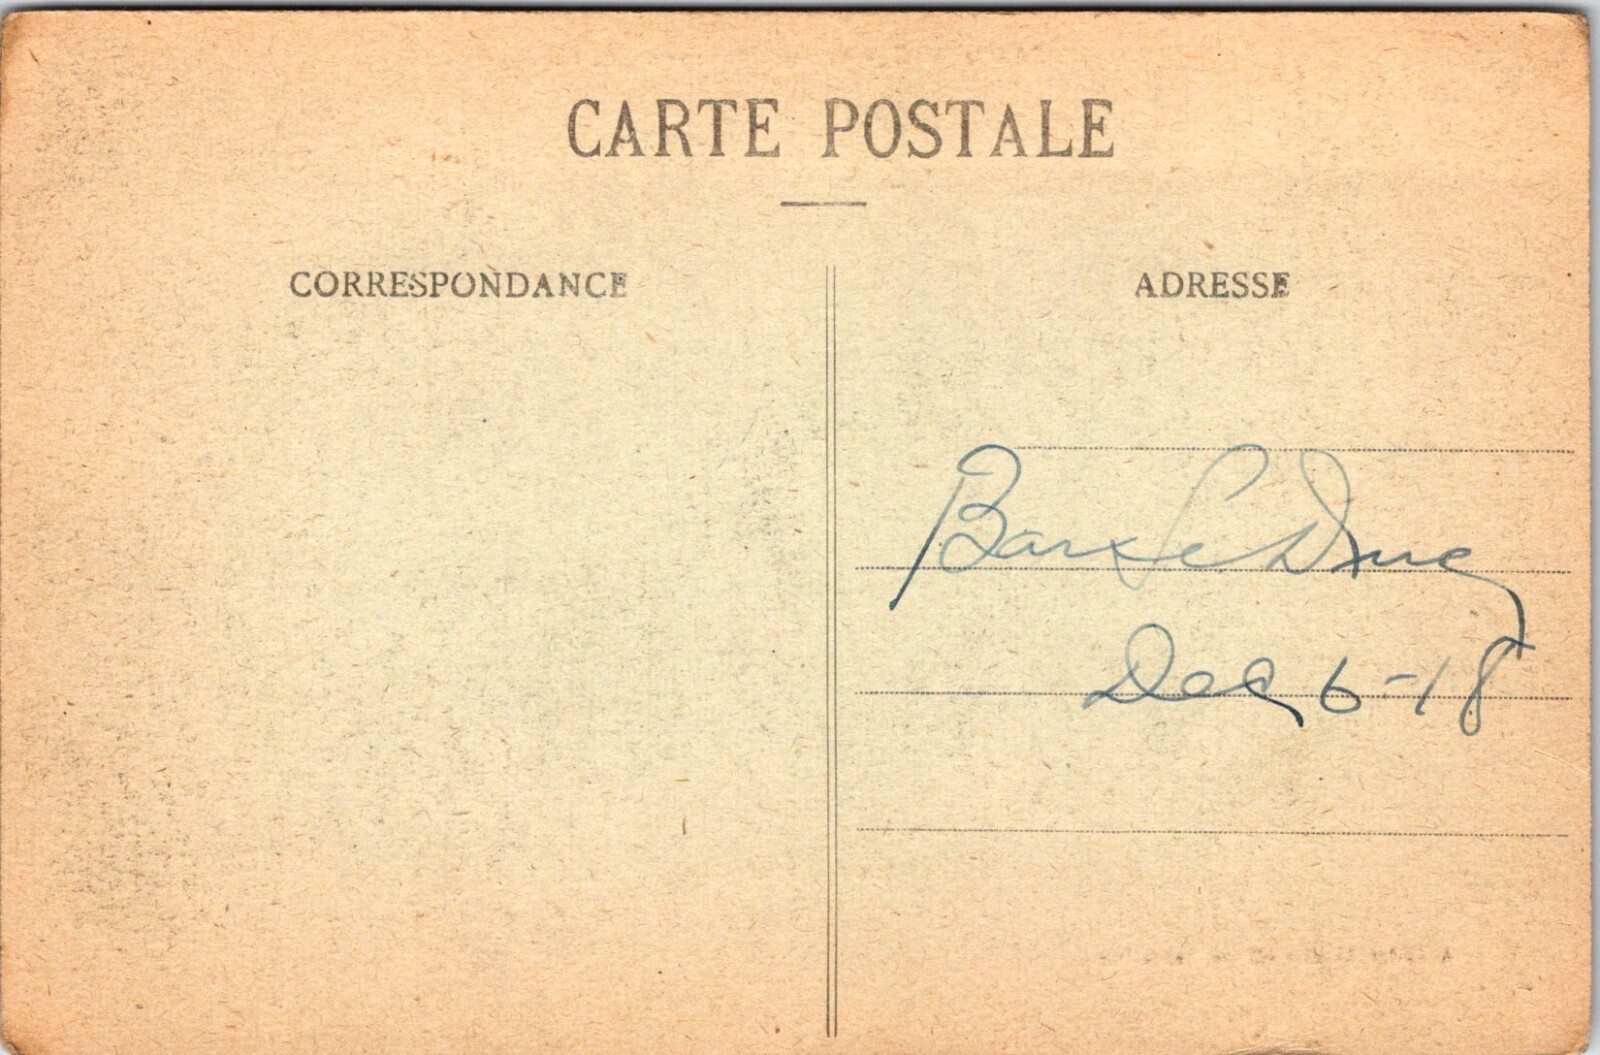 CARTE POSTALE
CORRESPONDANCE
ADRESSE
Bar Le Duc
Dec 6-18